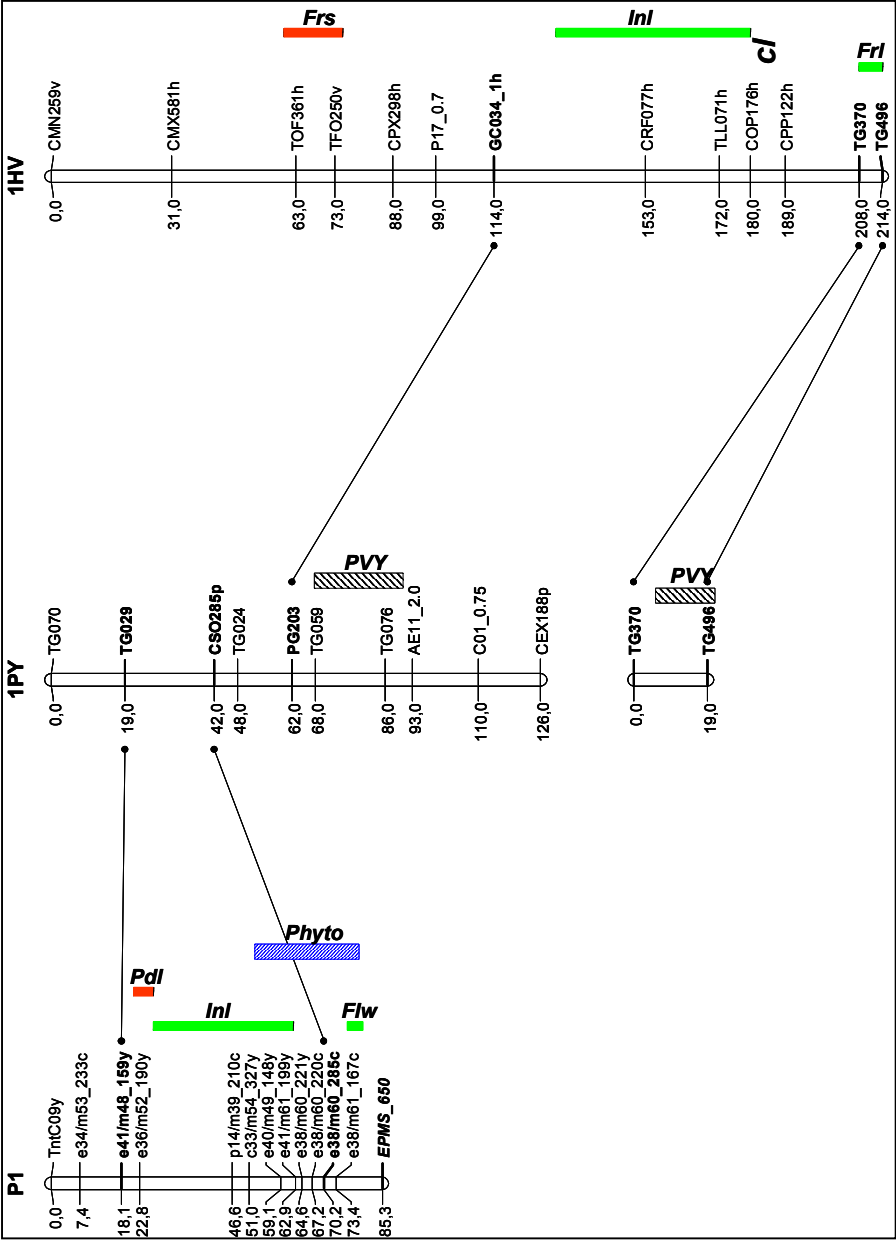 P1
0,0 TntC09y
7,4 e34/m53_233c
18,1 e41/m48_159y
22,8 e36/m52_190y
46,6 p14/m39_210c
51,0 c33/m54_327y
59,1 e40/m49_148y
62,9 e41/m61_199y
64,6 e38/m60_221y
67,2 e38/m60_220c
70,2 e38/m60_285c
73,4 e38/m61_167c
85,3 EPMS_650
Pdl
Inl
Flw
Phyto
1PY
0,0 TG070
19,0 TG029
42,0 CSO285p
48,0 TG024
62,0 PG203
68,0 TG059
86,0 TG076
93,0 AE11_2.0
110,0 C01_0.75
126,0 CEX188p
PVY
0,0 TG370
19,0 TG496
PVY
1HV
0,0 CMN259v
31,0 CMX581h
63,0 TOF361h
73,0 TFO250v
88,0 CPX298h
99,0 P17_0.7
114,0 GC034_1h
153,0 CRF077h
172,0 TLL071h
180,0 COP176h
189,0 CPP122h
208,0 TG370
214,0 TG496
Frs
Inl
cl
Frl